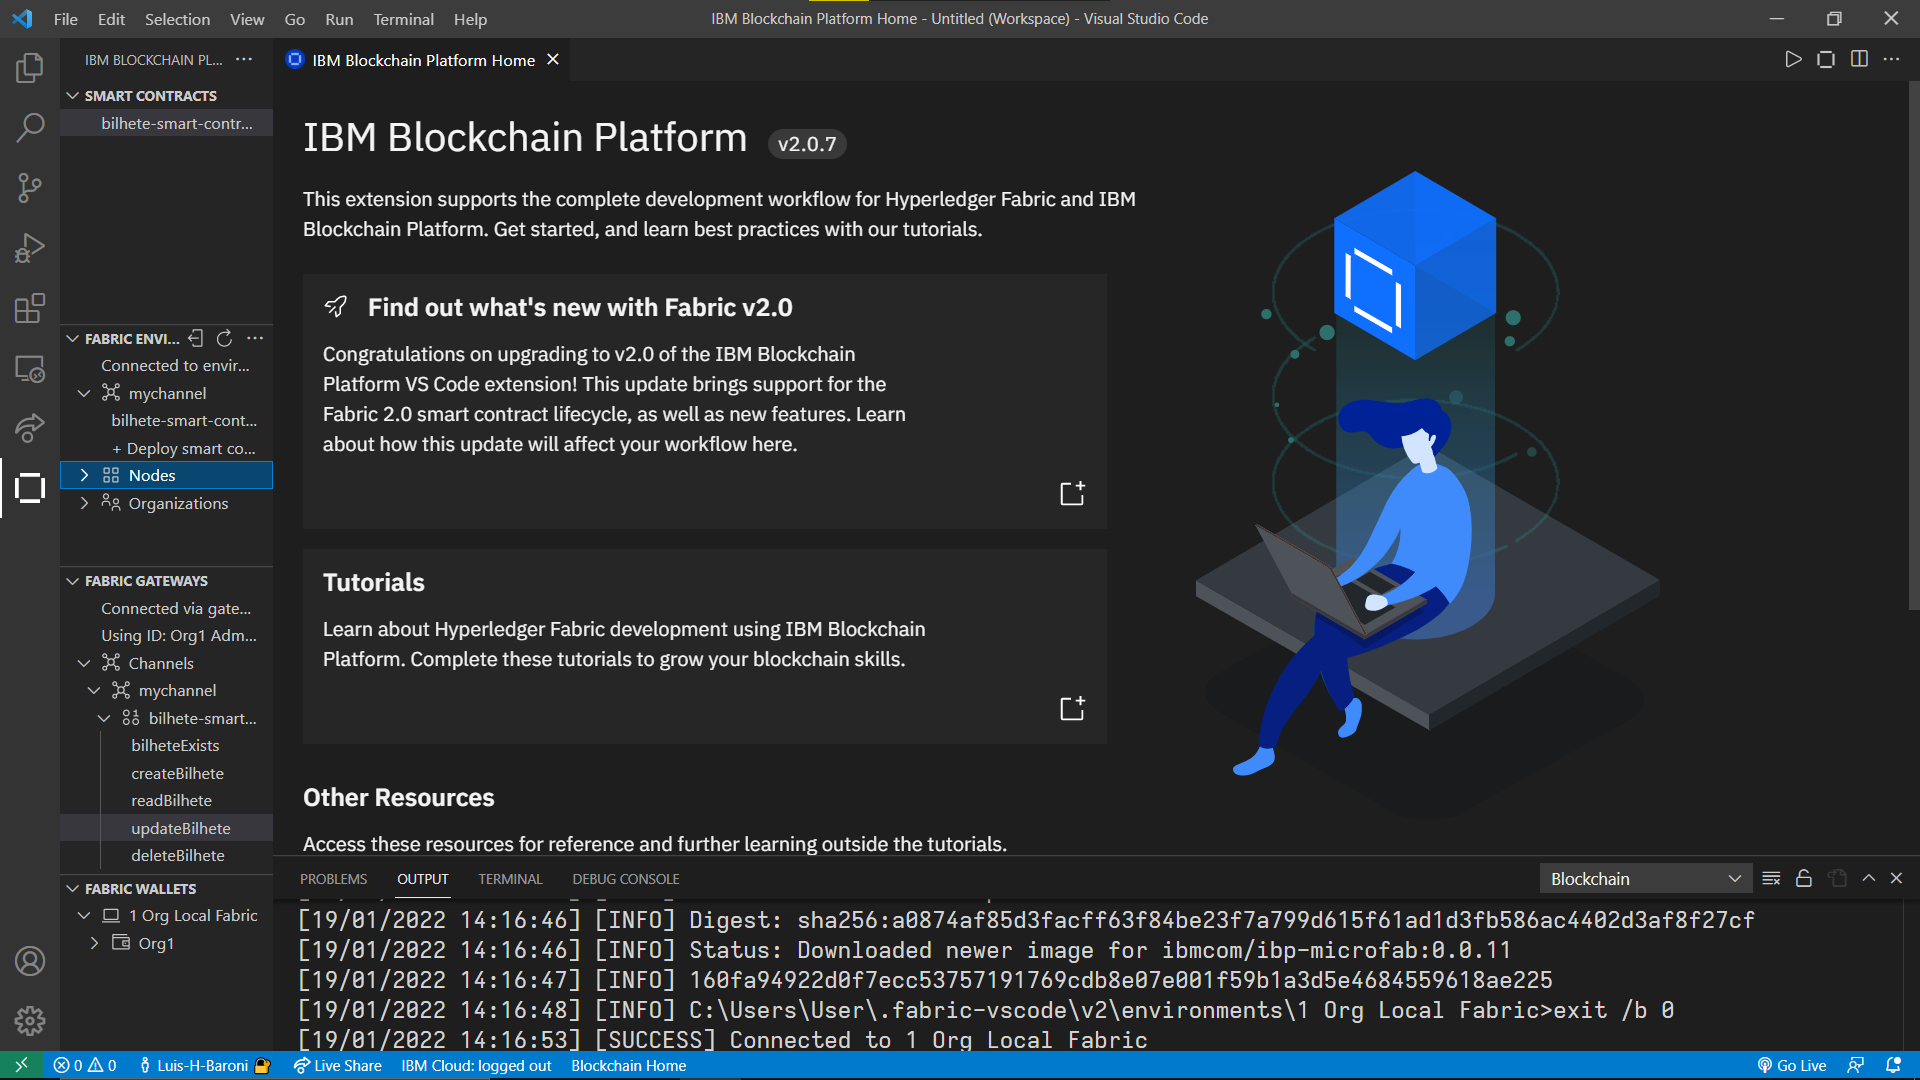 File Edit Selection View Go Run Terminal Help
IBM Blockchain Platform Home - Untitled (Workspace) - Visual Studio Code
IBM BLOCKCHAIN PL...
SMART CONTRACTS
bilhete-smart-contr...
FABRIC ENVI...
Connected to envir...
mychannel
bilhete-smart-cont...
+ Deploy smart co...
Nodes
Organizations
FABRIC GATEWAYS
Connected via gate...
Using ID: Org1 Adm...
Channels
mychannel
bilhete-smart...
bilheteExists
createBilhete
readBilhete
updateBilhete
deleteBilhete
FABRIC WALLETS
1 Org Local Fabric
Org1
IBM Blockchain Platform Home
IBM Blockchain Platform v2.0.7
This extension supports the complete development workflow for Hyperledger Fabric and IBM
Blockchain Platform. Get started, and learn best practices with our tutorials.
Find out what's new with Fabric v2.0
Congratulations on upgrading to v2.0 of the IBM Blockchain
Platform VS Code extension! This update brings support for the
Fabric 2.0 smart contract lifecycle, as well as new features. Learn
about how this update will affect your workflow here.
Tutorials
Learn about Hyperledger Fabric development using IBM Blockchain
Platform. Complete these tutorials to grow your blockchain skills.
Other Resources
Access these resources for reference and further learning outside the tutorials.
PROBLEMS OUTPUT TERMINAL DEBUG CONSOLE
Blockchain
[19/01/2022 14:16:46] [INFO] Digest: sha256:a0874af85d3facff63f84be23f7a799d615f61ad1d3fb586ac4402d3af8f27cf
[19/01/2022 14:16:46] [INFO] Status: Downloaded newer image for ibmcom/ibp-microfab:0.0.11
[19/01/2022 14:16:47] [INFO] 160fa94922d0f7ecc53757191769cdb8e07e001f59b1a3d5e4684559618ae225
[19/01/2022 14:16:48] [INFO] C:\Users\User\.fabric-vscode\v2\environments\1 Org Local Fabric>exit /b 0
[19/01/2022 14:16:53] [SUCCESS] Connected to 1 Org Local Fabric
0 0 Luis-H-Baroni Live Share IBM Cloud: logged out Blockchain Home Go Live